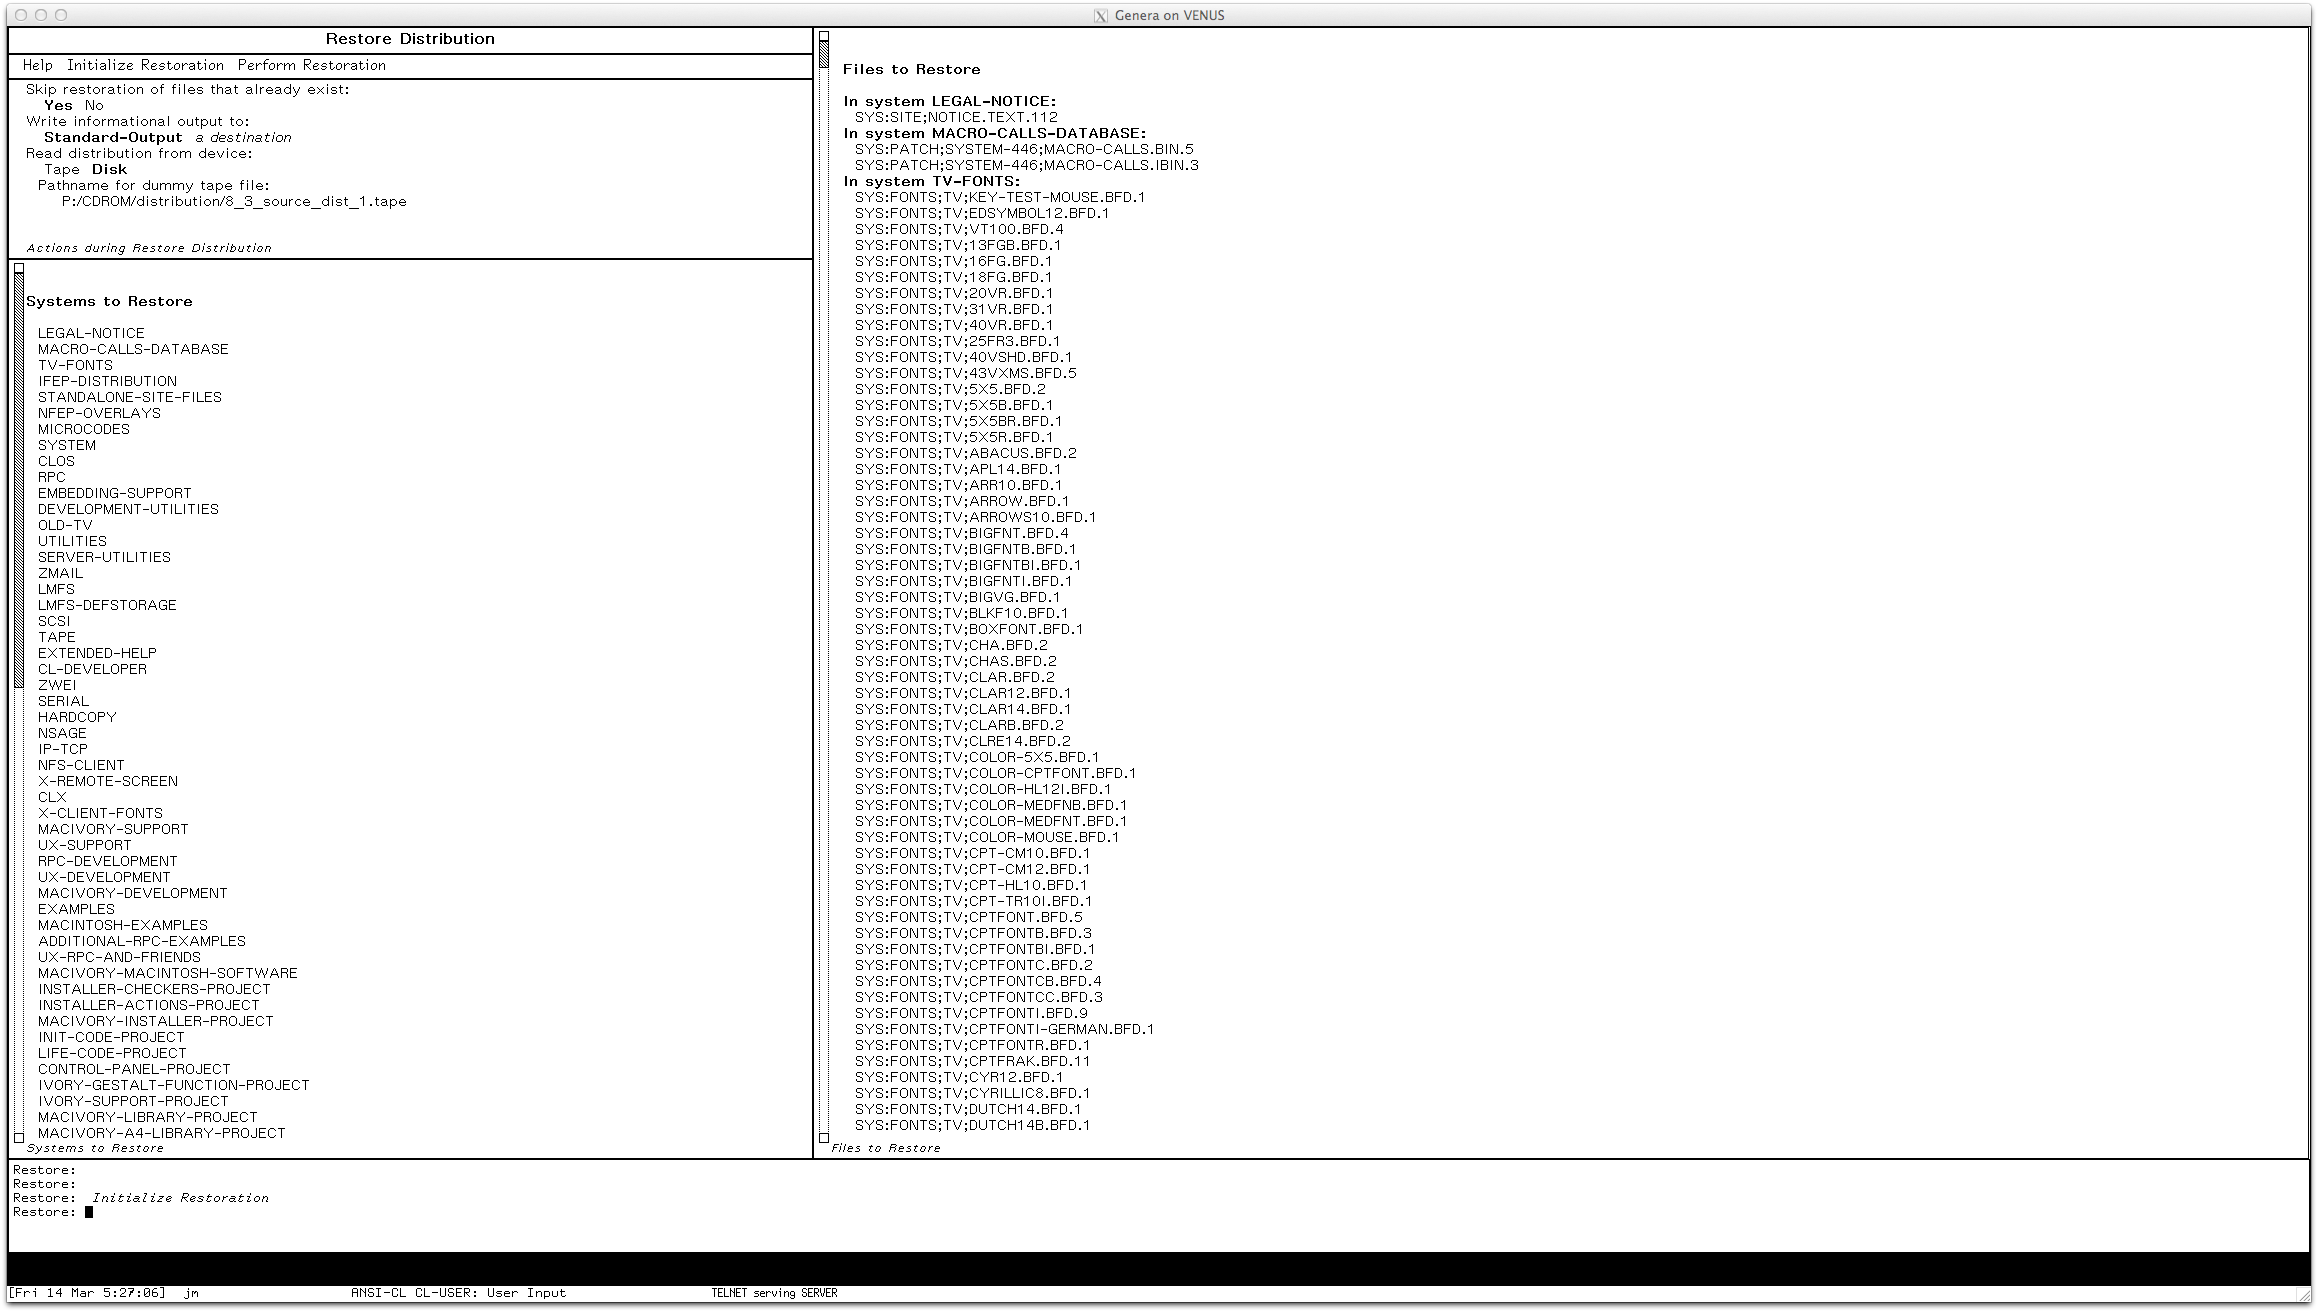 Genera on VENUS
Restore Distribution
Help Initialize Restoration Perform Restoration
Skip restoration of files that already exist:
Yes No
Write informational output to:
Standard-Output a destination
Read distribution from device:
Tape Disk
Pathname for dummy tape file:
P:/CDROM/distribution/8_3_source_dist_1.tape
Actions during Restore Distribution
Systems to Restore
LEGAL-NOTICE
MACRO-CALLS-DATABASE
TV-FONTS
IFEP-DISTRIBUTION
STANDALONE-SITE-FILES
NFEP-OVERLAYS
MICROCODES
SYSTEM
CLOS
RPC
EMBEDDING-SUPPORT
DEVELOPMENT-UTILITIES
OLD-TV
UTILITIES
SERVER-UTILITIES
ZMAIL
LMFS
LMFS-DEFSTORAGE
SCSI
TAPE
EXTENDED-HELP
CL-DEVELOPER
ZWEI
SERIAL
HARDCOPY
NSAGE
IP-TCP
NFS-CLIENT
X-REMOTE-SCREEN
CLX
X-CLIENT-FONTS
MACIVORY-SUPPORT
UX-SUPPORT
RPC-DEVELOPMENT
UX-DEVELOPMENT
MACIVORY-DEVELOPMENT
EXAMPLES
MACINTOSH-EXAMPLES
ADDITIONAL-RPC-EXAMPLES
UX-RPC-AND-FRIENDS
MACIVORY-MACINTOSH-SOFTWARE
INSTALLER-CHECKERS-PROJECT
INSTALLER-ACTIONS-PROJECT
MACIVORY-INSTALLER-PROJECT
INIT-CODE-PROJECT
LIFE-CODE-PROJECT
CONTROL-PANEL-PROJECT
IVORY-GESTALT-FUNCTION-PROJECT
IVORY-SUPPORT-PROJECT
MACIVORY-LIBRARY-PROJECT
MACIVORY-A4-LIBRARY-PROJECT
Systems to Restore
Files to Restore
In system LEGAL-NOTICE:
SYS:SITE;NOTICE.TEXT.112
In system MACRO-CALLS-DATABASE:
SYS:PATCH;SYSTEM-446;MACRO-CALLS.BIN.5
SYS:PATCH;SYSTEM-446;MACRO-CALLS.IBIN.3
In system TV-FONTS:
SYS:FONTS;TV;KEY-TEST-MOUSE.BFD.1
SYS:FONTS;TV;EDSYMBOL12.BFD.1
SYS:FONTS;TV;VT100.BFD.4
SYS:FONTS;TV;13FGB.BFD.1
SYS:FONTS;TV;16FG.BFD.1
SYS:FONTS;TV;18FG.BFD.1
SYS:FONTS;TV;20VR.BFD.1
SYS:FONTS;TV;31VR.BFD.1
SYS:FONTS;TV;40VR.BFD.1
SYS:FONTS;TV;25FR3.BFD.1
SYS:FONTS;TV;40VSHD.BFD.1
SYS:FONTS;TV;43VXMS.BFD.5
SYS:FONTS;TV;5X5.BFD.2
SYS:FONTS;TV;5X5B.BFD.1
SYS:FONTS;TV;5X5BR.BFD.1
SYS:FONTS;TV;5X5R.BFD.1
SYS:FONTS;TV;ABACUS.BFD.2
SYS:FONTS;TV;APL14.BFD.1
SYS:FONTS;TV;ARR10.BFD.1
SYS:FONTS;TV;ARROW.BFD.1
SYS:FONTS;TV;ARROWS10.BFD.1
SYS:FONTS;TV;BIGFNT.BFD.4
SYS:FONTS;TV;BIGFNTB.BFD.1
SYS:FONTS;TV;BIGFNTBI.BFD.1
SYS:FONTS;TV;BIGFNTI.BFD.1
SYS:FONTS;TV;BIGVG.BFD.1
SYS:FONTS;TV;BLKF10.BFD.1
SYS:FONTS;TV;BOXFONT.BFD.1
SYS:FONTS;TV;CHA.BFD.2
SYS:FONTS;TV;CHAS.BFD.2
SYS:FONTS;TV;CLAR.BFD.2
SYS:FONTS;TV;CLAR12.BFD.1
SYS:FONTS;TV;CLAR14.BFD.1
SYS:FONTS;TV;CLARB.BFD.2
SYS:FONTS;TV;CLRE14.BFD.2
SYS:FONTS;TV;COLOR-5X5.BFD.1
SYS:FONTS;TV;COLOR-CPTFONT.BFD.1
SYS:FONTS;TV;COLOR-HL12I.BFD.1
SYS:FONTS;TV;COLOR-MEDFNB.BFD.1
SYS:FONTS;TV;COLOR-MEDFNT.BFD.1
SYS:FONTS;TV;COLOR-MOUSE.BFD.1
SYS:FONTS;TV;CPT-CM10.BFD.1
SYS:FONTS;TV;CPT-CM12.BFD.1
SYS:FONTS;TV;CPT-HL10.BFD.1
SYS:FONTS;TV;CPT-TR10I.BFD.1
SYS:FONTS;TV;CPTFONT.BFD.5
SYS:FONTS;TV;CPTFONTB.BFD.3
SYS:FONTS;TV;CPTFONTBI.BFD.1
SYS:FONTS;TV;CPTFONTC.BFD.2
SYS:FONTS;TV;CPTFONTCB.BFD.4
SYS:FONTS;TV;CPTFONTCC.BFD.3
SYS:FONTS;TV;CPTFONTI.BFD.9
SYS:FONTS;TV;CPTFONTI-GERMAN.BFD.1
SYS:FONTS;TV;CPTFONTR.BFD.1
SYS:FONTS;TV;CPTFRAK.BFD.11
SYS:FONTS;TV;CYR12.BFD.1
SYS:FONTS;TV;CYRILLIC8.BFD.1
SYS:FONTS;TV;DUTCH14.BFD.1
SYS:FONTS;TV;DUTCH14B.BFD.1
Files to Restore
Restore:
Restore:
Restore: Initialize Restoration
Restore:
[Fri 14 Mar 5:27:06] jm ANSI-CL CL-USER: User Input TELNET serving SERVER